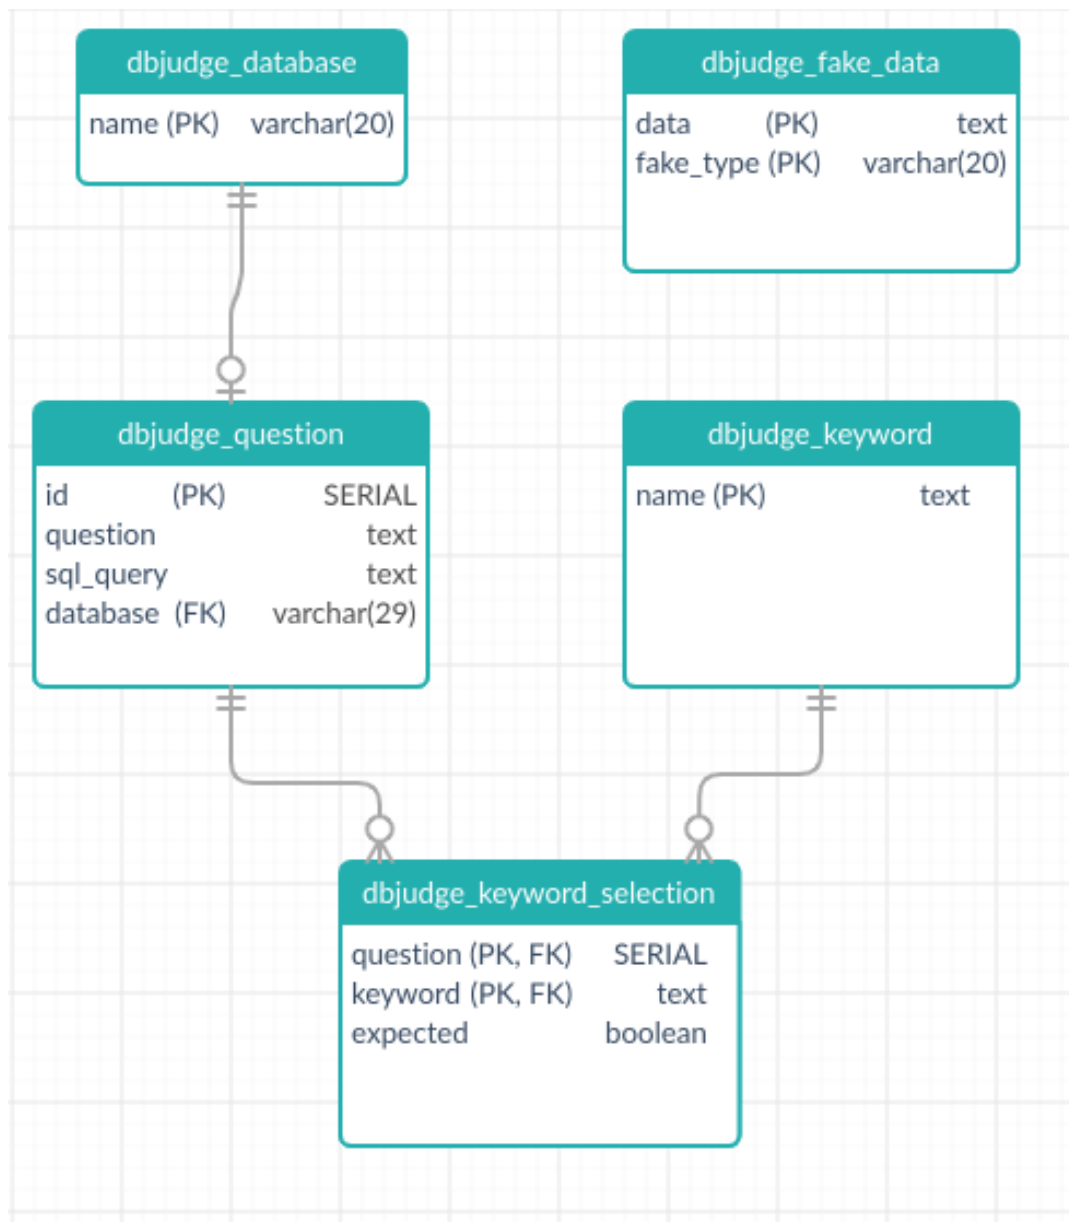 dbjudge_database
name (PK) varchar(20)
dbjudge_fake_data
data (PK) text
fake_type (PK) varchar(20)
dbjudge_question
id (PK) SERIAL
question text
sql_query text
database (FK) varchar(29)
dbjudge_keyword
name (PK) text
dbjudge_keyword_selection
question (PK, FK) SERIAL
keyword (PK, FK) text
expected boolean